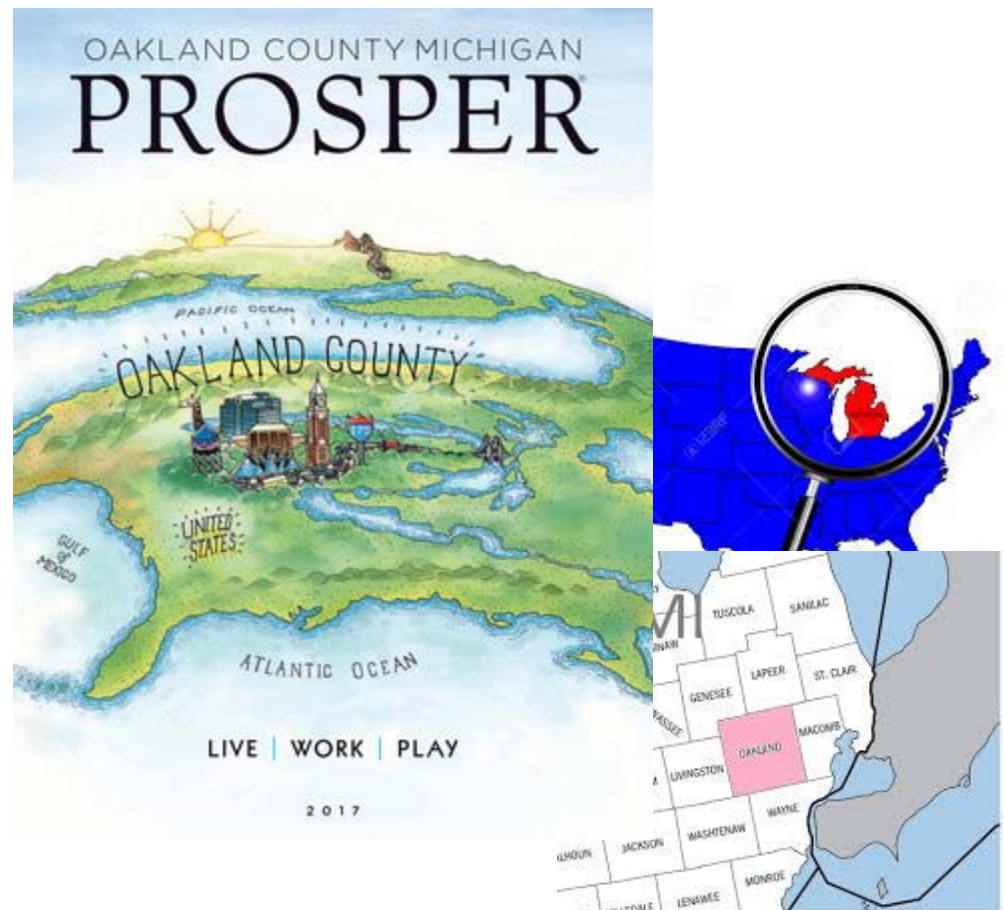 OAKLAND COUNTY MICHIGAN
PROSPER
PACIFIC OCEAN
OAKLAND COUNTY
UNITED
STATES
GULF
of
MEXICO
ATLANTIC OCEAN
LIVE | WORK | PLAY
2017
MI
TUSCOLA
SANILAC
LAPEER
ST. CLAIR
GENESEE
OAKLAND
MACOMB
LIVINGSTON
WAYNE
WASHTENAW
JACKSON
MONROE
LENAWEE